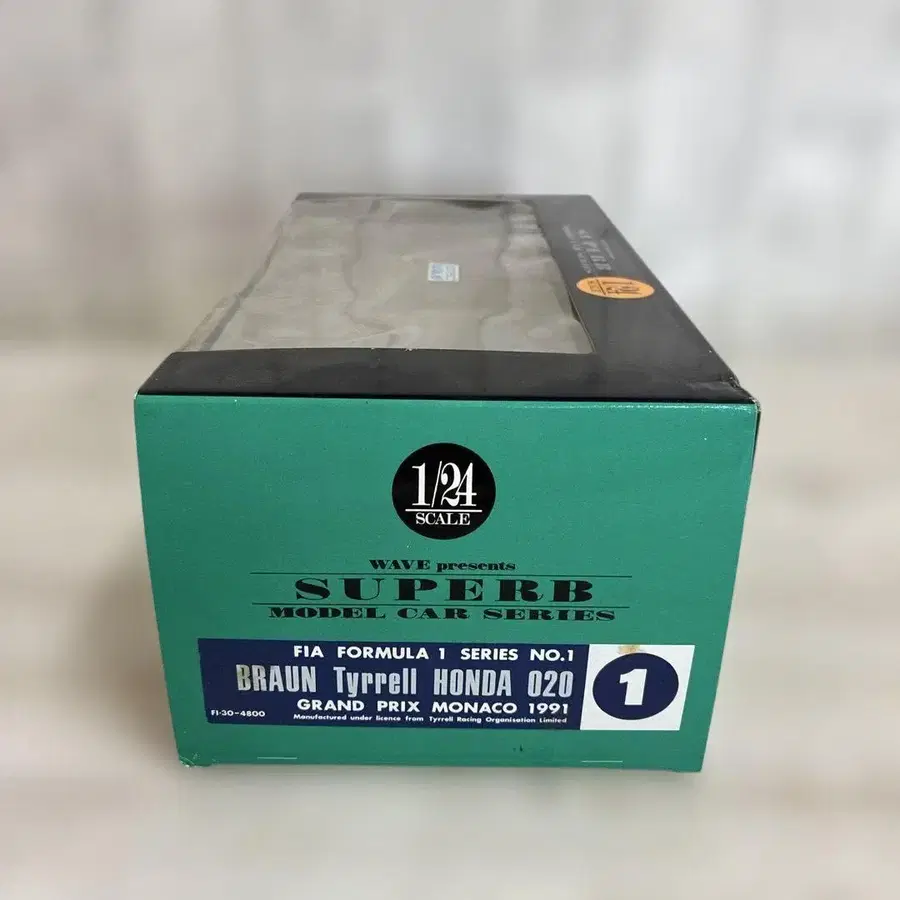 1/24
SCALE
WAVE presents
SUPERB
MODEL CAR SERIES
FIA FORMULA 1 SERIES NO.1
BRAUN Tyrrell HONDA 020
GRAND PRIX MONACO 1991
FI-30-4800
Manufactured under licence from Tyrrell Racing Organisation Limited
1